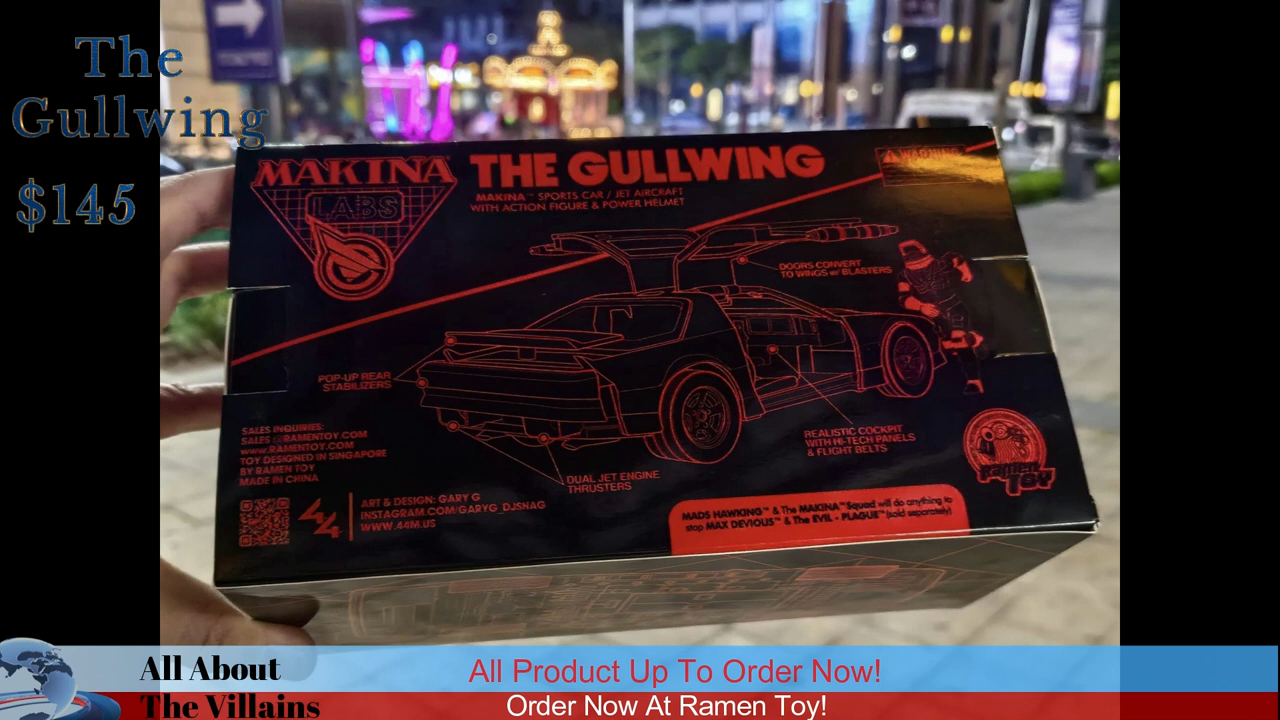 The
Gullwing
$145
MAKINA
LABS
THE GULLWING
MAKINA™ SPORTS CAR / JET AIRCRAFT
WITH ACTION FIGURE & POWER HELMET
WARNING
DOORS CONVERT
TO WINGS w/ BLASTERS
POP-UP REAR
STABILIZERS
REALISTIC COCKPIT
WITH HI-TECH PANELS
& FLIGHT BELTS
DUAL JET ENGINE
THRUSTERS
SALES INQUIRIES:
SALES @RAMENTOY.COM
www.RAMENTOY.COM
TOY DESIGNED IN SINGAPORE
BY RAMEN TOY
MADE IN CHINA
44
ART & DESIGN: GARY G
INSTAGRAM.COM/GARYG_DJSNAG
WWW.44M.US
Ramen
Toy
MADS HAWKING™ & The MAKINA™ Squad will do anything to
stop MAX DEVIOUS™ & The EVIL - PLAGUE™ (sold separately)
All About
The Villains
All Product Up To Order Now!
Order Now At Ramen Toy!